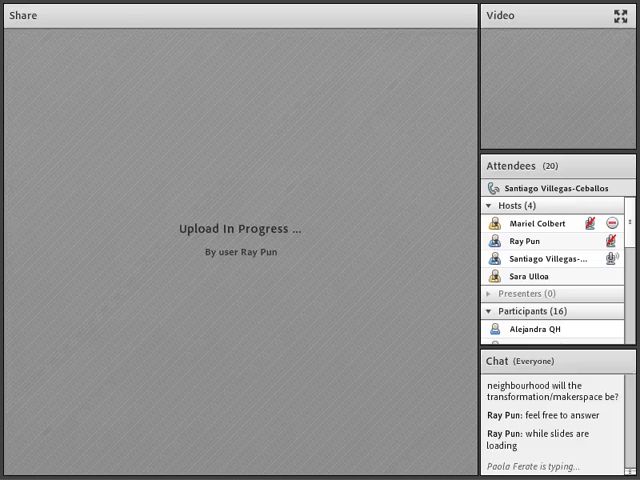 Share
Upload In Progress ...
By user Ray Pun
Video
Attendees (20)
Santiago Villegas-Ceballos
Hosts (4)
Mariel Colbert
Ray Pun
Santiago Villegas-...
Sara Ulloa
Presenters (0)
Participants (16)
Alejandra QH
Chat (Everyone)
neighbourhood will the
transformation/makerspace be?
Ray Pun: feel free to answer
Ray Pun: while slides are
loading
Paola Ferate is typing...